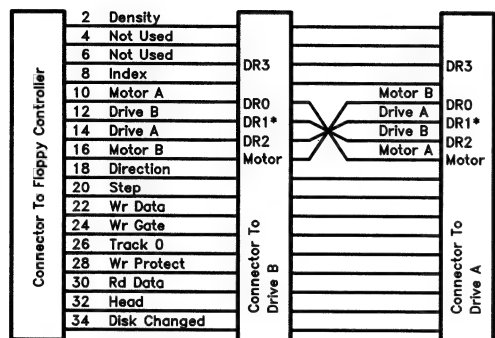 2 Density
4 Not Used
6 Not Used
8 Index
10 Motor A
12 Drive B
14 Drive A
16 Motor B
18 Direction
20 Step
22 Wr Data
24 Wr Gate
26 Track 0
28 Wr Protect
30 Rd Data
32 Head
34 Disk Changed
Connector To Floppy Controller
DR3
DR0
DR1*
DR2
Motor
Connector To
Drive B
Motor B
Drive A
Drive B
Motor A
DR3
DR0
DR1*
DR2
Motor
Connector To
Drive A